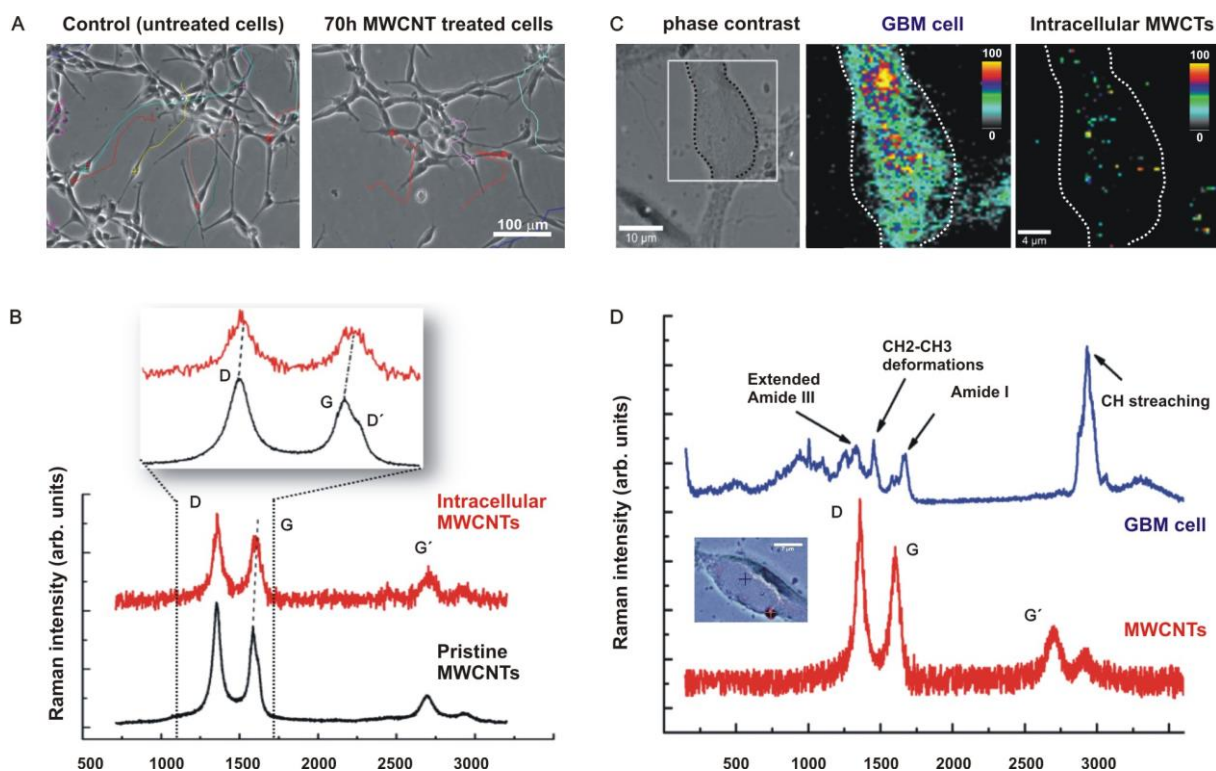 A
Control (untreated cells)
70h MWCNT treated cells
100 μm
C
phase contrast
GBM cell
Intracellular MWCTs
10 µm
100
0
4 µm
100
0
B
D
G
D´
D
G
Intracellular
MWCNTs
G´
Pristine
MWCNTs
Raman intensity (arb. units)
500 1000 1500 2000 2500 3000
D
CH2-CH3
deformations
Extended
Amide III
Amide I
CH streaching
GBM cell
D
G
G´
MWCNTs
Raman intensity (arb. units)
500 1000 1500 2000 2500 3000